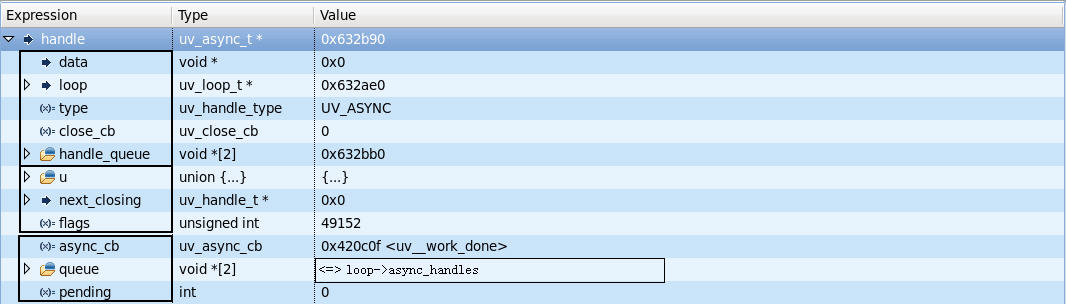 Expression Type Value
handle uv_async_t * 0x632b90
data void * 0x0
loop uv_loop_t * 0x632ae0
(x)= type uv_handle_type UV_ASYNC
(x)= close_cb uv_close_cb 0
handle_queue void *[2] 0x632bb0
u union {...} {...}
next_closing uv_handle_t * 0x0
(x)= flags unsigned int 49152
(x)= async_cb uv_async_cb 0x420c0f <uv__work_done>
queue void *[2] <=> loop->async_handles
(x)= pending int 0